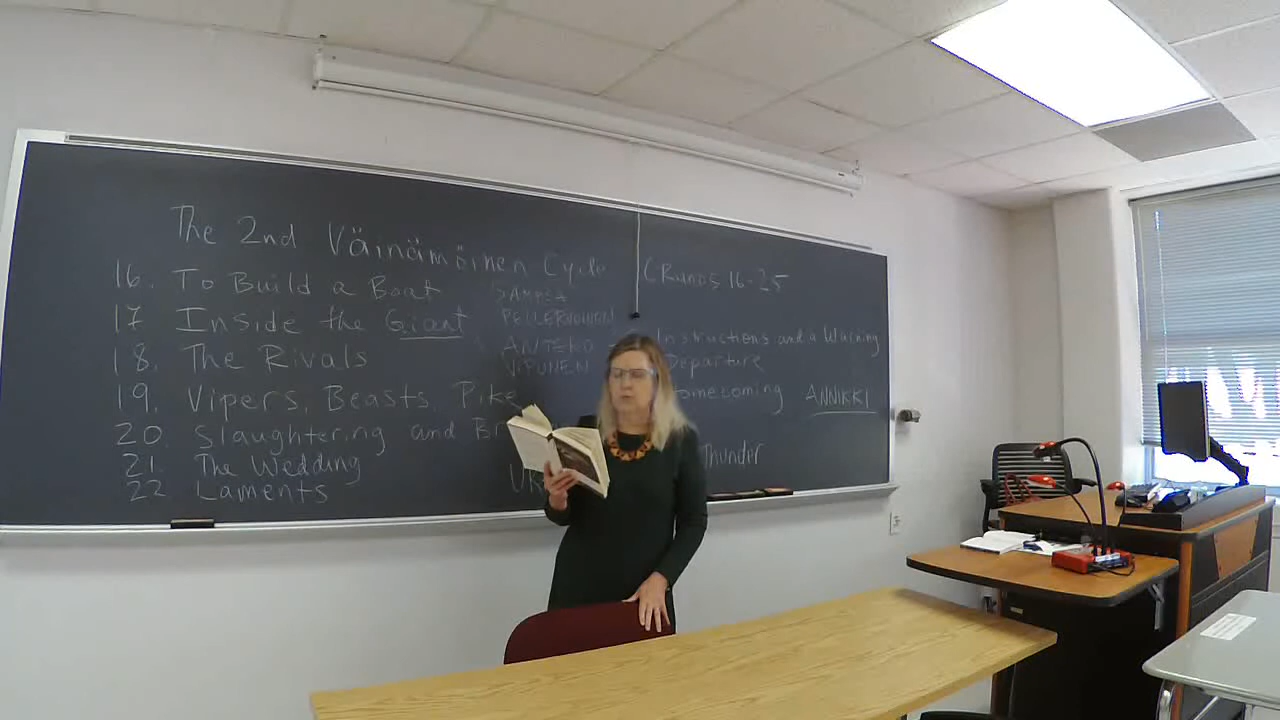 The 2nd Väinämöinen Cycle (Runos 16-25
16. To Build a Boat
SAMPSA
PELLERVOINEN
17 Inside the Giant
ANTERO
VIPUNEN
18. The Rivals
19. Vipers, Beasts, Pike
20. Slaughtering and
21. The Wedding
22 Laments
Instructions and a Warning
Departure
ANNIKKI
Thunder